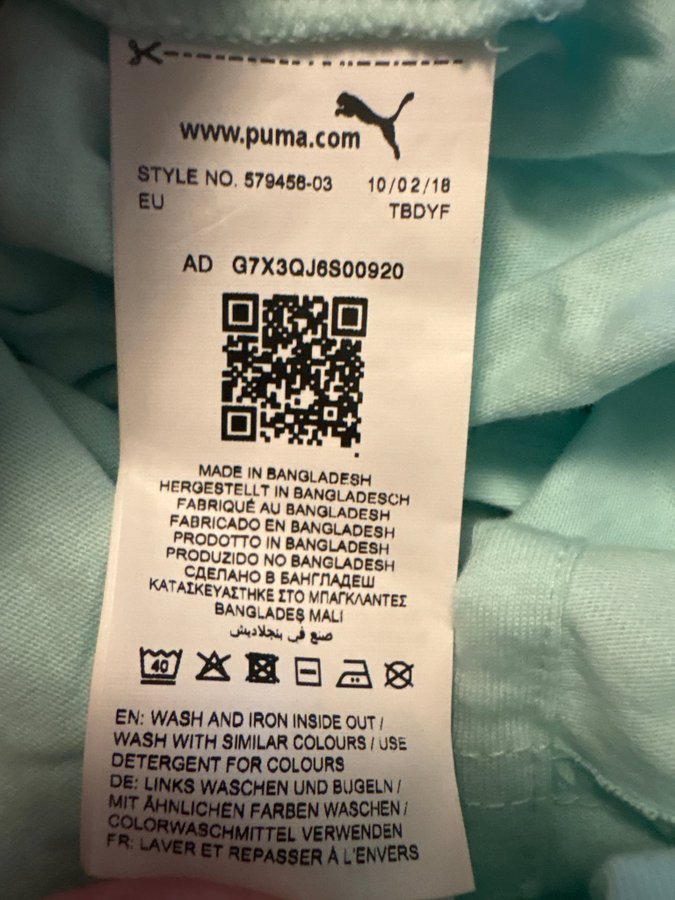 www.puma.com
STYLE NO. 579458-03 10/02/18
EU TBDYF
AD G7X3QJ6S00920
MADE IN BANGLADESH
HERGESTELLT IN BANGLADESCH
FABRIQUÉ AU BANGLADESH
FABRICADO EN BANGLADESH
PRODOTTO IN BANGLADESH
PRODUZIDO NO BANGLADESH
СДЕЛАНО В БАНГЛАДЕШ
ΚΑΤΑΣΚΕΥΑΣΤΗΚΕ ΣΤΟ ΜΠΑΓΚΛΑΝΤΕΣ
BANGLADEŞ MALI
صنع في بنجلاديش
40
EN: WASH AND IRON INSIDE OUT /
WASH WITH SIMILAR COLOURS / USE
DETERGENT FOR COLOURS
DE: LINKS WASCHEN UND BUGELN /
MIT ÄHNLICHEN FARBEN WASCHEN /
COLORWASCHMITTEL VERWENDEN
FR: LAVER ET REPASSER À L'ENVERS